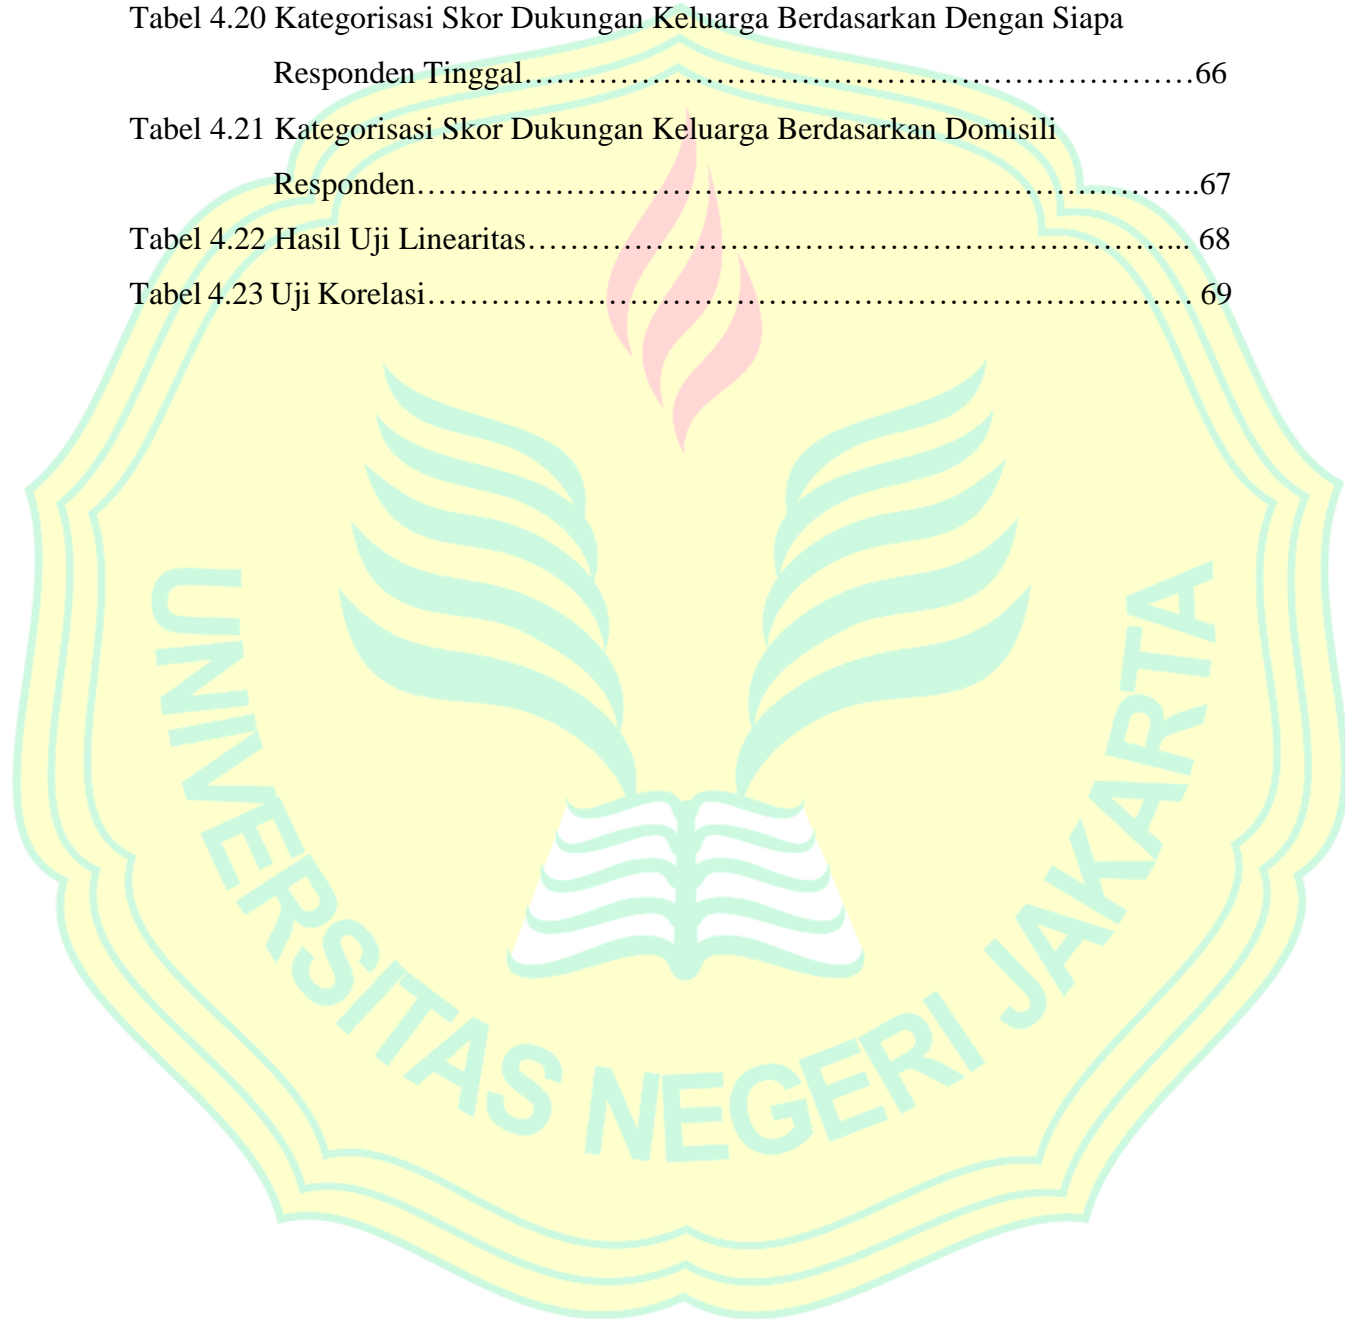 Tabel 4.20 Kategorisasi Skor Dukungan Keluarga Berdasarkan Dengan Siapa
Responden Tinggal…………………………………………………………………66
Tabel 4.21 Kategorisasi Skor Dukungan Keluarga Berdasarkan Domisili
Responden…………………………………………………………………………..67
Tabel 4.22 Hasil Uji Linearitas………………………………………………………... 68
Tabel 4.23 Uji Korelasi………………………………………………………………… 69
UNIVERSITAS NEGERI JAKARTA